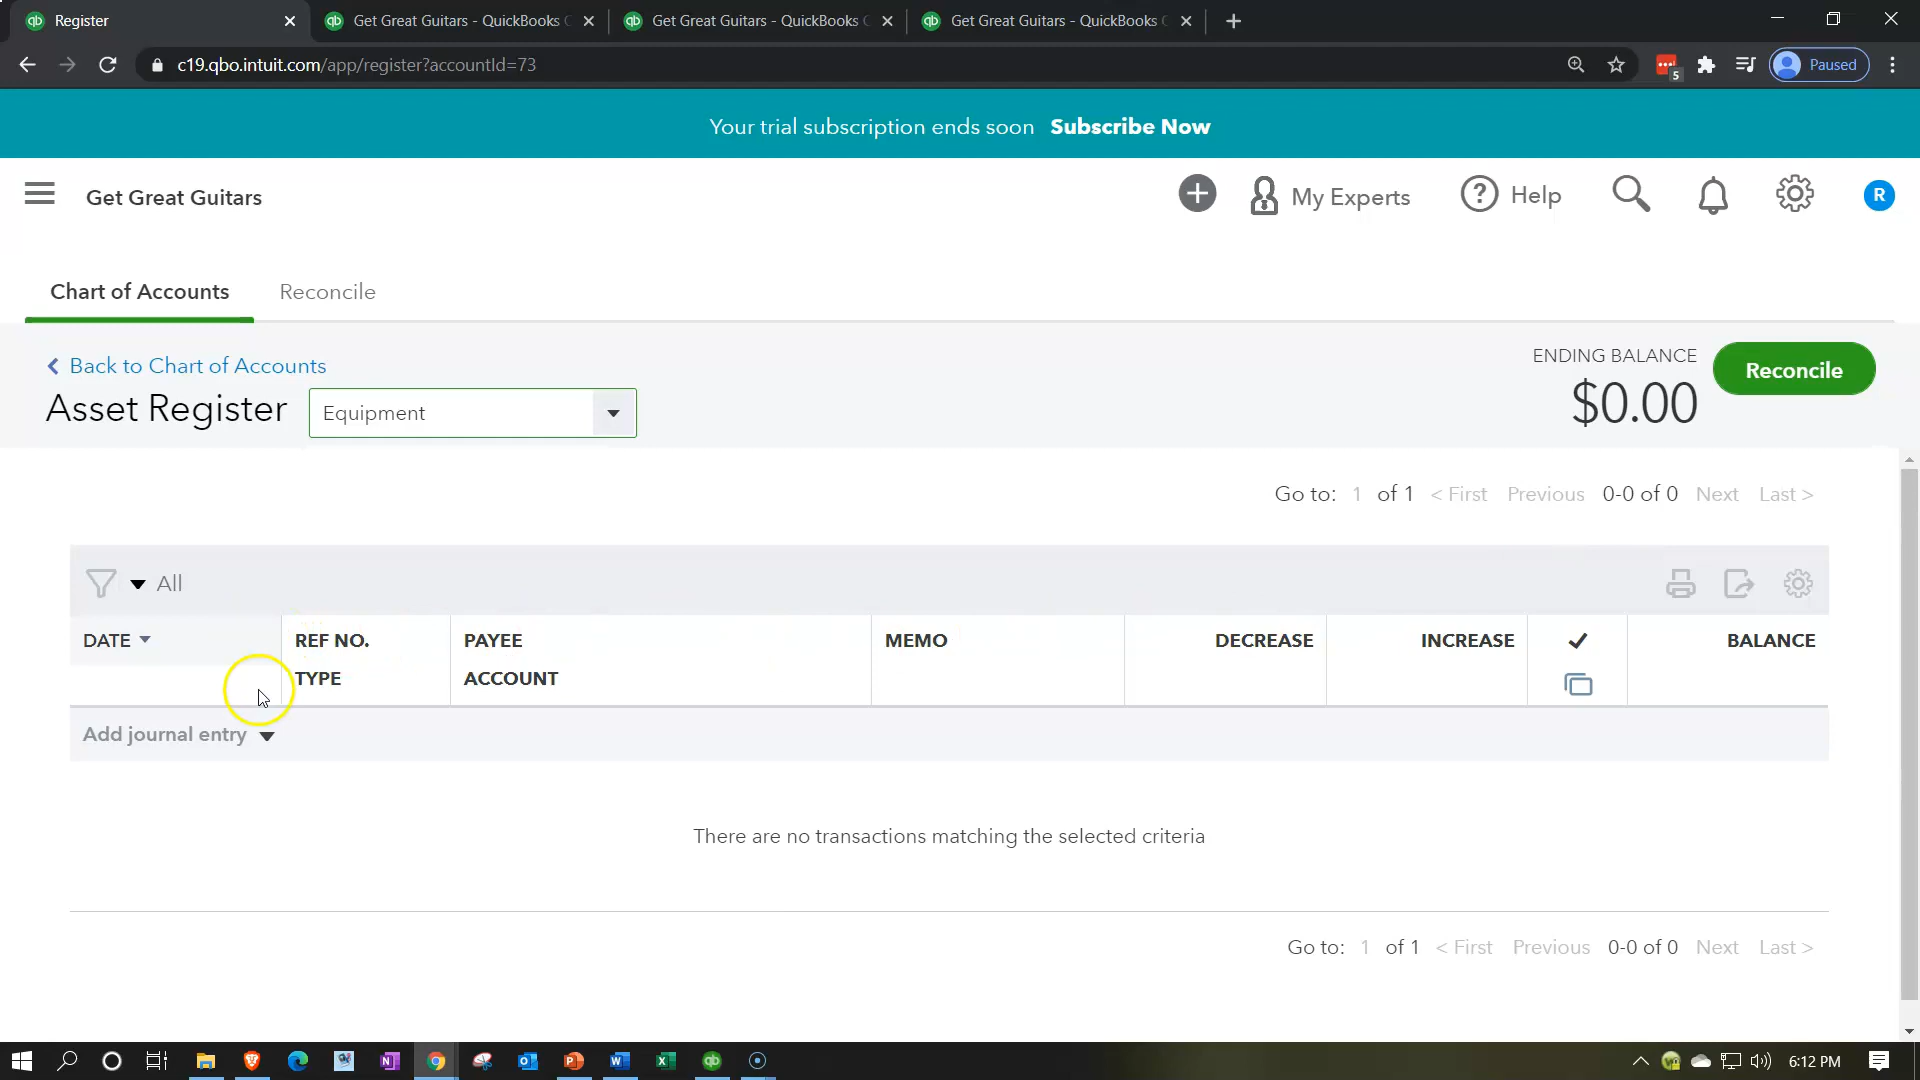 Register
Get Great Guitars - QuickBooks C
Get Great Guitars - QuickBooks C
Get Great Guitars - QuickBooks C
c19.qbo.intuit.com/app/register?accountId=73
5
Paused
Your trial subscription ends soon Subscribe Now
Get Great Guitars
My Experts
Help
R
Chart of Accounts
Reconcile
Back to Chart of Accounts
ENDING BALANCE
Reconcile
Asset Register
Equipment
$0.00
Go to: 1 of 1 < First Previous 0-0 of 0 Next Last >
All
DATE
REF NO.
PAYEE
MEMO
DECREASE
INCREASE
BALANCE
TYPE
ACCOUNT
Add journal entry
There are no transactions matching the selected criteria
Go to: 1 of 1 < First Previous 0-0 of 0 Next Last >
6:12 PM